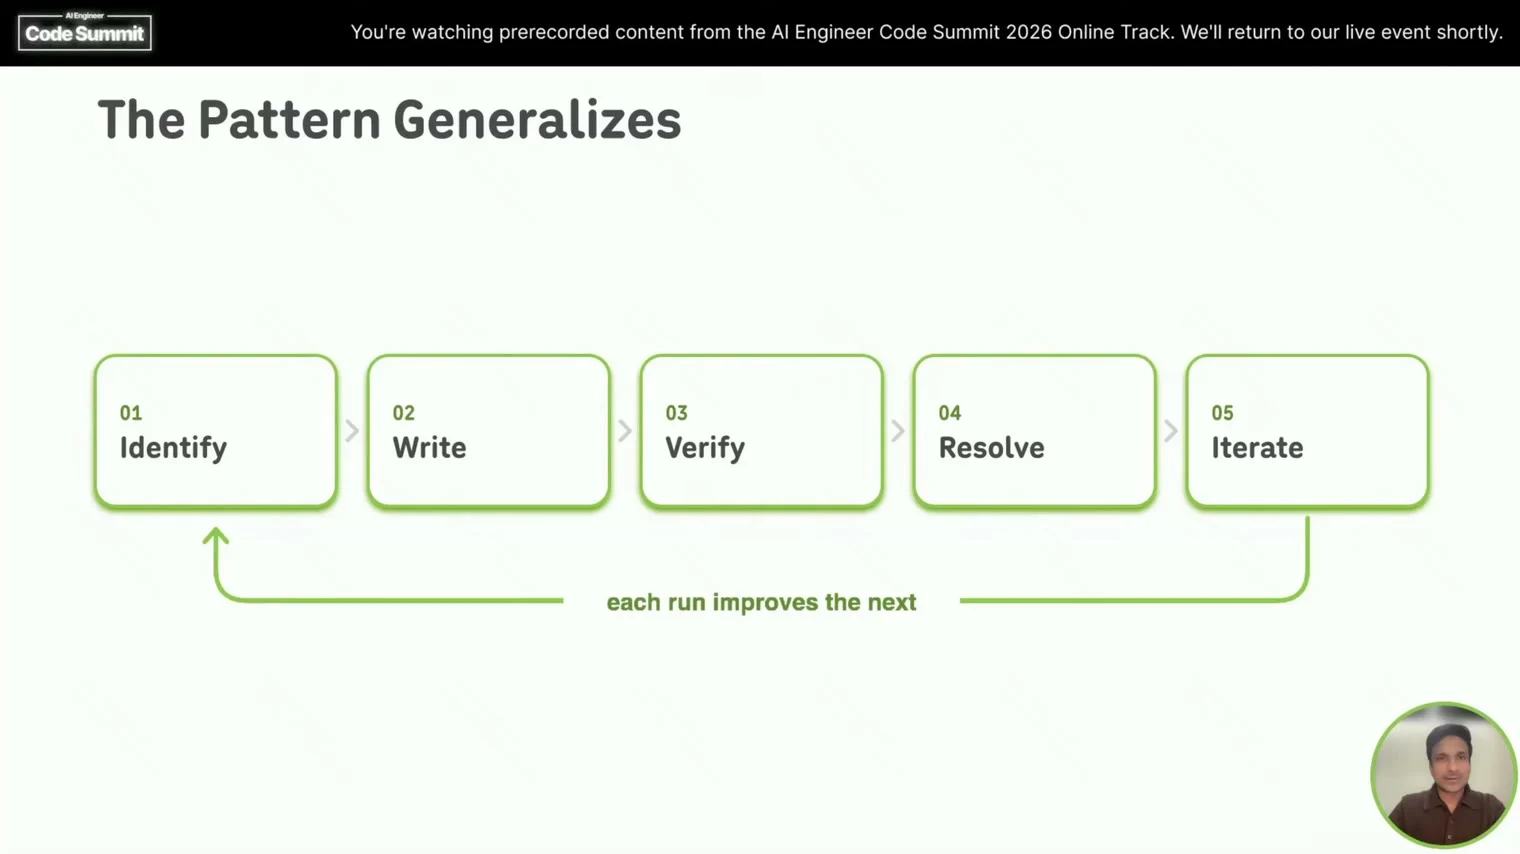 AI Engineer
Code Summit
You're watching prerecorded content from the AI Engineer Code Summit 2026 Online Track. We'll return to our live event shortly.
The Pattern Generalizes
01
Identify
02
Write
03
Verify
04
Resolve
05
Iterate
each run improves the next